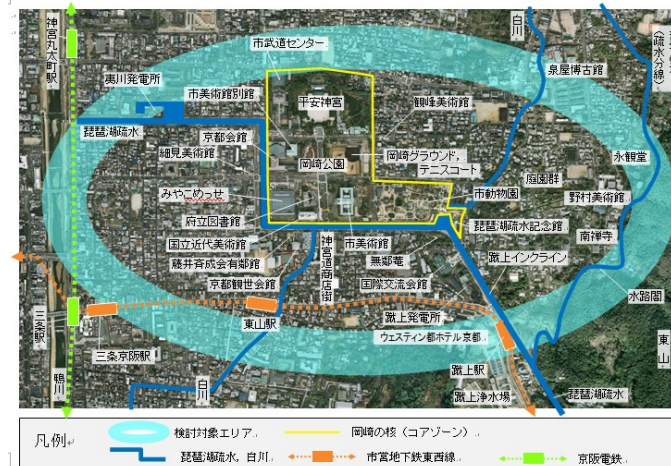 神宮丸太町駅
白川
(疏水分線)
市武道センター
泉屋博古館
夷川発電所
市美術館別館
平安神宮
観峰美術館
琵琶湖疏水
京都会館
岡崎公園
岡崎グラウンド,
テニスコート
永観堂
細見美術館
庭園群
みやこめっせ
市動物園
野村美術館
府立図書館
琵琶湖疏水記念館
南禅寺
国立近代美術館
神宮道商店街
市美術館
無鄰菴
蹴上インクライン
藤井斉成会有鄰館
国際交流会館
京都観世会館
水路閣
三条駅
東山駅
蹴上発電所
ウェスティン都ホテル京都
東山
三条京阪駅
蹴上駅
鴨川
白川
琵琶湖疏水
蹴上浄水場
凡例
検討対象エリア
岡崎の核(コアゾーン)
琵琶湖疏水,白川
市営地下鉄東西線
京阪電鉄